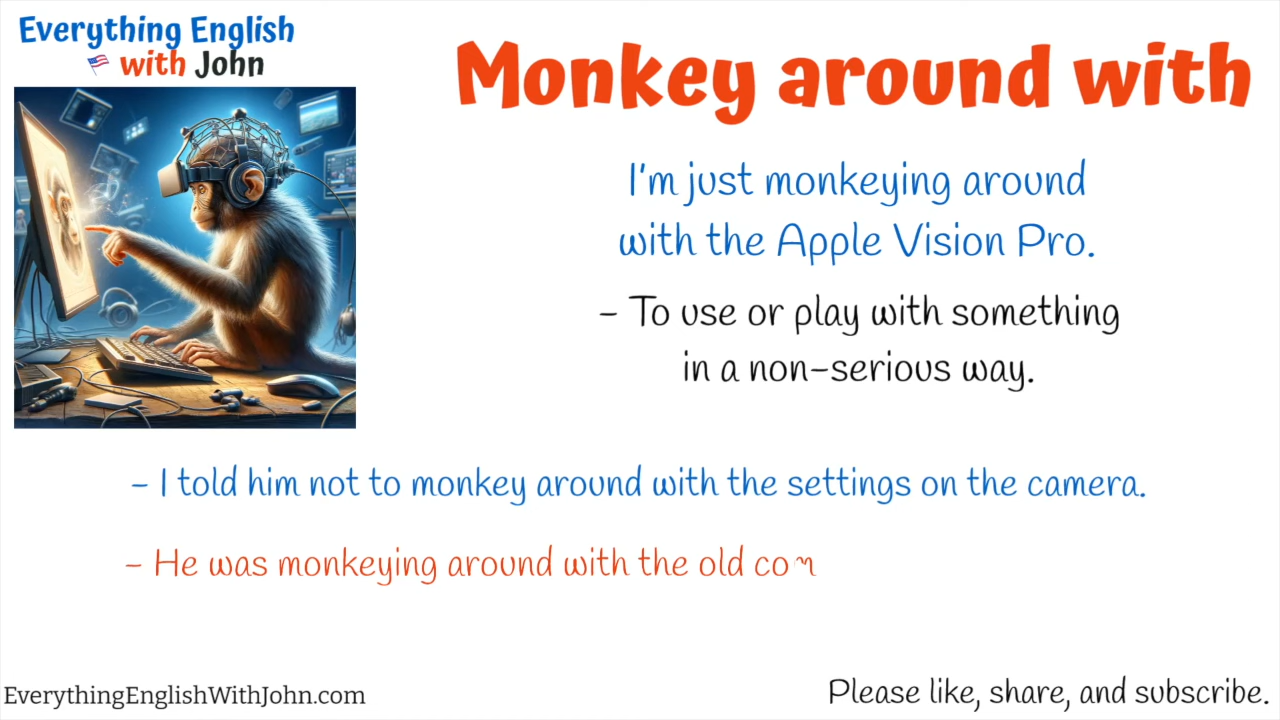 Everything English
with John
Monkey around with
I'm just monkeying around
with the Apple Vision Pro.
- To use or play with something
in a non-serious way.
- I told him not to monkey around with the settings on the camera.
- He was monkeying around with the old com
EverythingEnglishWithJohn.com
Please like, share, and subscribe.